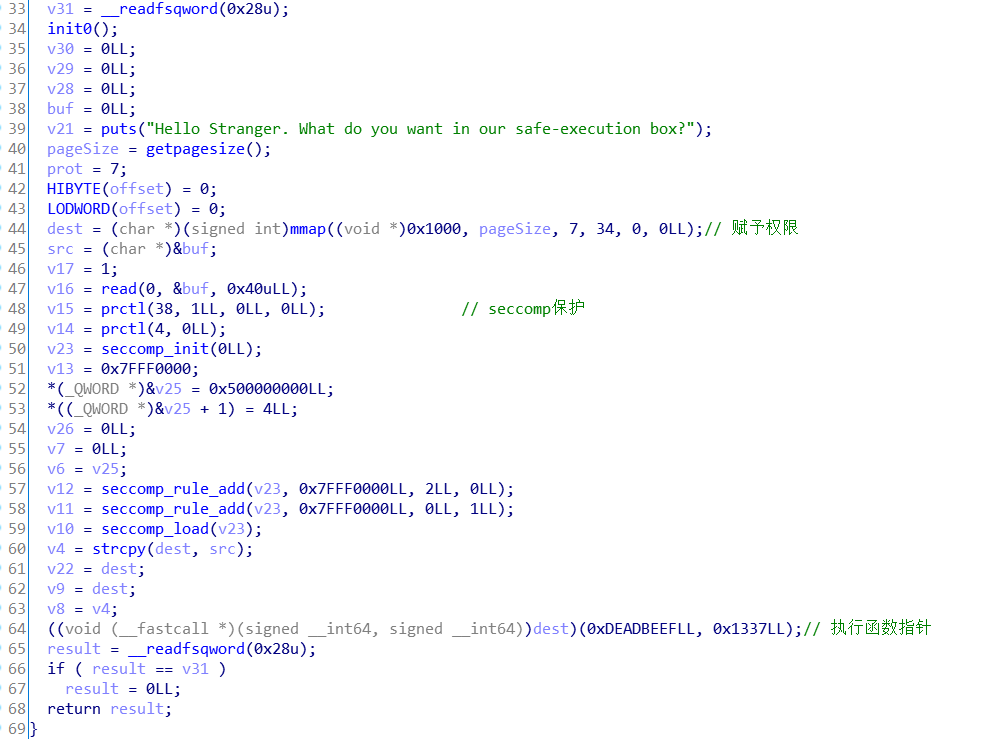 33 v31 = __readfsqword(0x28u);
34 init0();
35 v30 = 0LL;
36 v29 = 0LL;
37 v28 = 0LL;
38 buf = 0LL;
39 v21 = puts("Hello Stranger. What do you want in our safe-execution box?");
40 pageSize = getpagesize();
41 prot = 7;
42 HIBYTE(offset) = 0;
43 LODWORD(offset) = 0;
44 dest = (char *)(signed int)mmap((void *)0x1000, pageSize, 7, 34, 0, 0LL);// 赋予权限
45 src = (char *)&buf;
46 v17 = 1;
47 v16 = read(0, &buf, 0x40uLL);
48 v15 = prctl(38, 1LL, 0LL, 0LL); // seccomp保护
49 v14 = prctl(4, 0LL);
50 v23 = seccomp_init(0LL);
51 v13 = 0x7FFF0000;
52 *(_QWORD *)&v25 = 0x500000000LL;
53 *((_QWORD *)&v25 + 1) = 4LL;
54 v26 = 0LL;
55 v7 = 0LL;
56 v6 = v25;
57 v12 = seccomp_rule_add(v23, 0x7FFF0000LL, 2LL, 0LL);
58 v11 = seccomp_rule_add(v23, 0x7FFF0000LL, 0LL, 1LL);
59 v10 = seccomp_load(v23);
60 v4 = strcpy(dest, src);
61 v22 = dest;
62 v9 = dest;
63 v8 = v4;
64 ((void (__fastcall *)(signed __int64, signed __int64))dest)(0xDEADBEEFLL, 0x1337LL);// 执行函数指针
65 result = __readfsqword(0x28u);
66 if ( result == v31 )
67 result = 0LL;
68 return result;
69 }